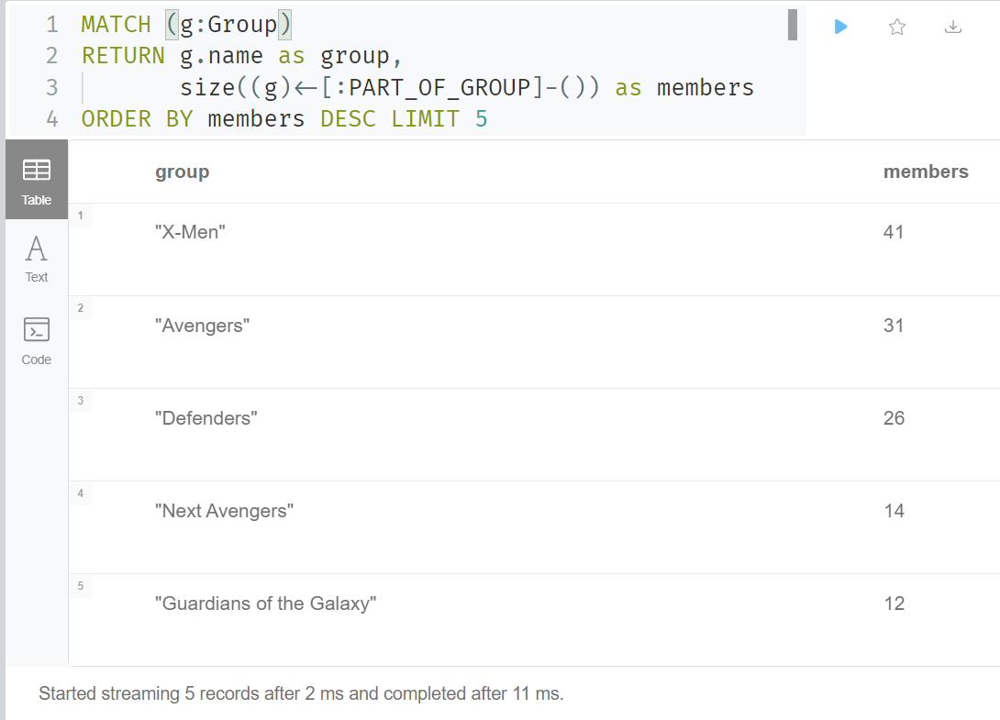 1 MATCH (g:Group)
2 RETURN g.name as group,
3 size((g)<-[:PART_OF_GROUP]-()) as members
4 ORDER BY members DESC LIMIT 5
Table
Text
Code
group members
1 "X-Men" 41
2 "Avengers" 31
3 "Defenders" 26
4 "Next Avengers" 14
5 "Guardians of the Galaxy" 12
Started streaming 5 records after 2 ms and completed after 11 ms.